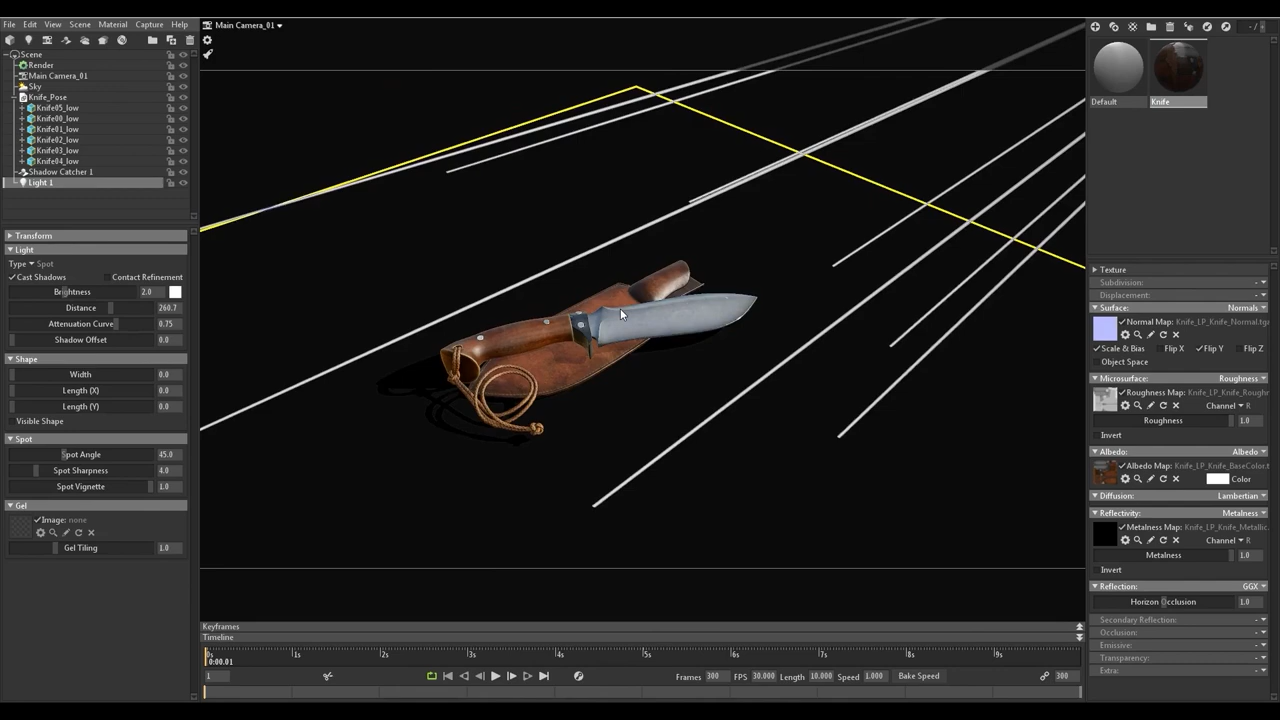 File Edit View Scene Material Capture Help
Main Camera_01
Scene
Render
Main Camera_01
Sky
Knife_Pose
Knife05_low
Knife00_low
Knife01_low
Knife02_low
Knife03_low
Knife04_low
Shadow Catcher 1
Light 1
Transform
Light
Type Spot
Cast Shadows Contact Refinement
Brightness 2.0
Distance 260.7
Attenuation Curve 0.75
Shadow Offset 0.0
Shape
Width 0.0
Length (X) 0.0
Length (Y) 0.0
Visible Shape
Spot
Spot Angle 45.0
Spot Sharpness 4.0
Spot Vignette 1.0
Gel
Image: none
Gel Tiling 1.0
Keyframes
Timeline
0s 1s 2s 3s 4s 5s 6s 7s 8s 9s
0:00.01
1 Frames 300 FPS 30.000 Length 10.000 Speed 1.000 Bake Speed 300
Default Knife
Texture
Subdivision: -
Displacement: -
Surface: Normals
Normal Map: Knife_LP_Knife_Normal.tg
Scale & Bias Flip X Flip Y Flip Z
Object Space
Microsurface: Roughness
Roughness Map: Knife_LP_Knife_Roughn
Channel R
Roughness 1.0
Invert
Albedo: Albedo
Albedo Map: Knife_LP_Knife_BaseColor.t
Color
Diffusion: Lambertian
Reflectivity: Metalness
Metalness Map: Knife_LP_Knife_Metallic.
Channel R
Metalness 1.0
Invert
Reflection: GGX
Horizon Occlusion 1.0
Secondary Reflection: -
Occlusion: -
Emissive: -
Transparency: -
Extra: -